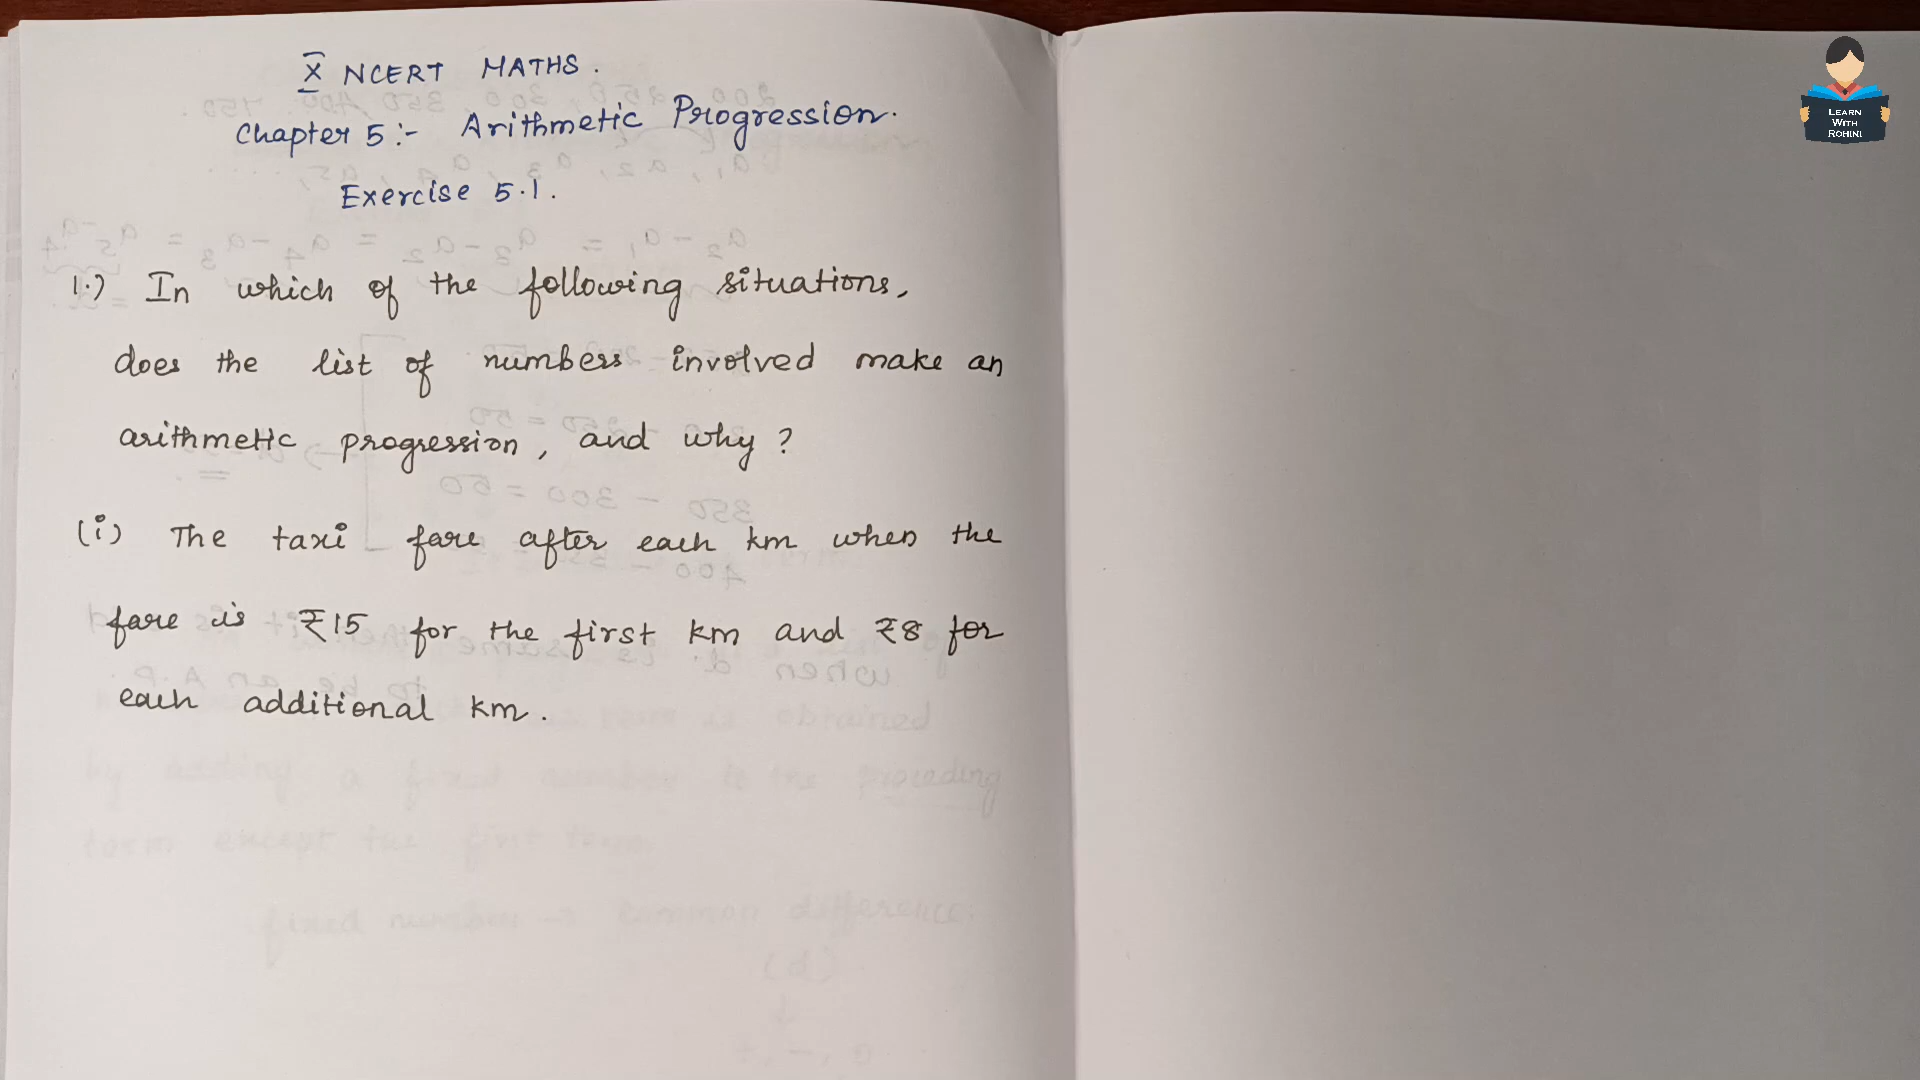 X NCERT MATHS.
Chapter 5:- Arithmetic Progression.
Exercise 5.1.
1.) In which of the following situations,
does the list of numbers involved make an
arithmetic progression, and why?
(i) The taxi fare after each km when the
fare is ₹15 for the first km and ₹8 for
each additional km.
LEARN
WITH
ROHINI